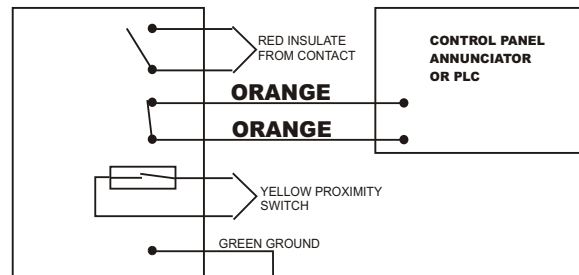 RED INSULATE
FROM CONTACT
CONTROL PANEL
ANNUNCIATOR
OR PLC
ORANGE
ORANGE
YELLOW PROXIMITY
SWITCH
GREEN GROUND